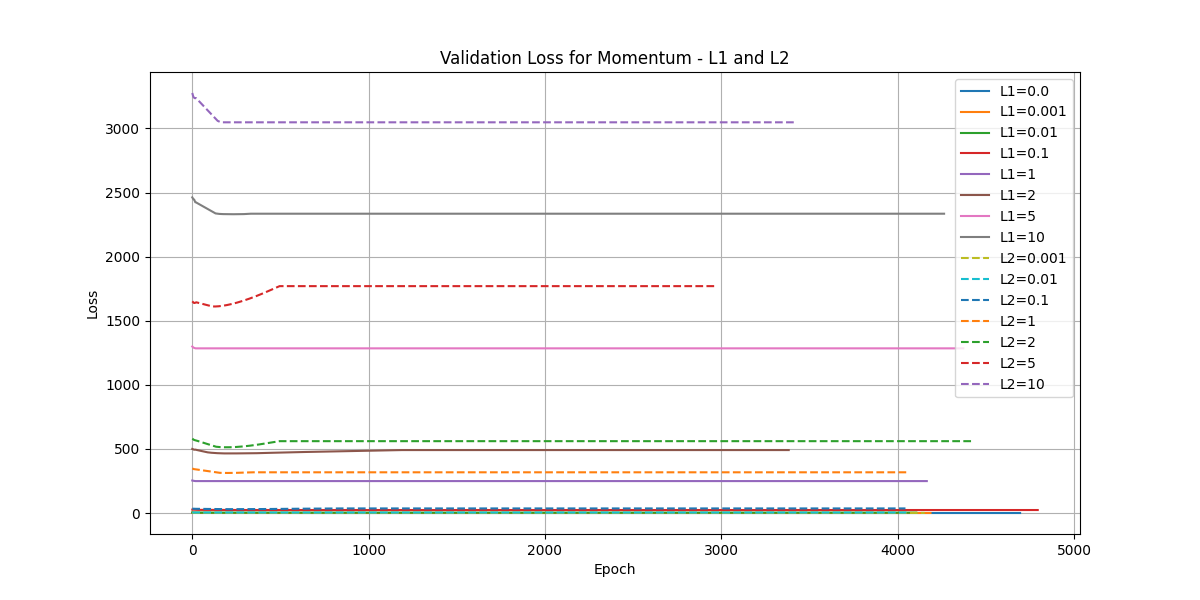 Validation Loss for Momentum - L1 and L2
Loss
3000
2500
2000
1500
1000
500
0
0
1000
2000
3000
4000
5000
Epoch
L1=0.0
L1=0.001
L1=0.01
L1=0.1
L1=1
L1=2
L1=5
L1=10
L2=0.001
L2=0.01
L2=0.1
L2=1
L2=2
L2=5
L2=10